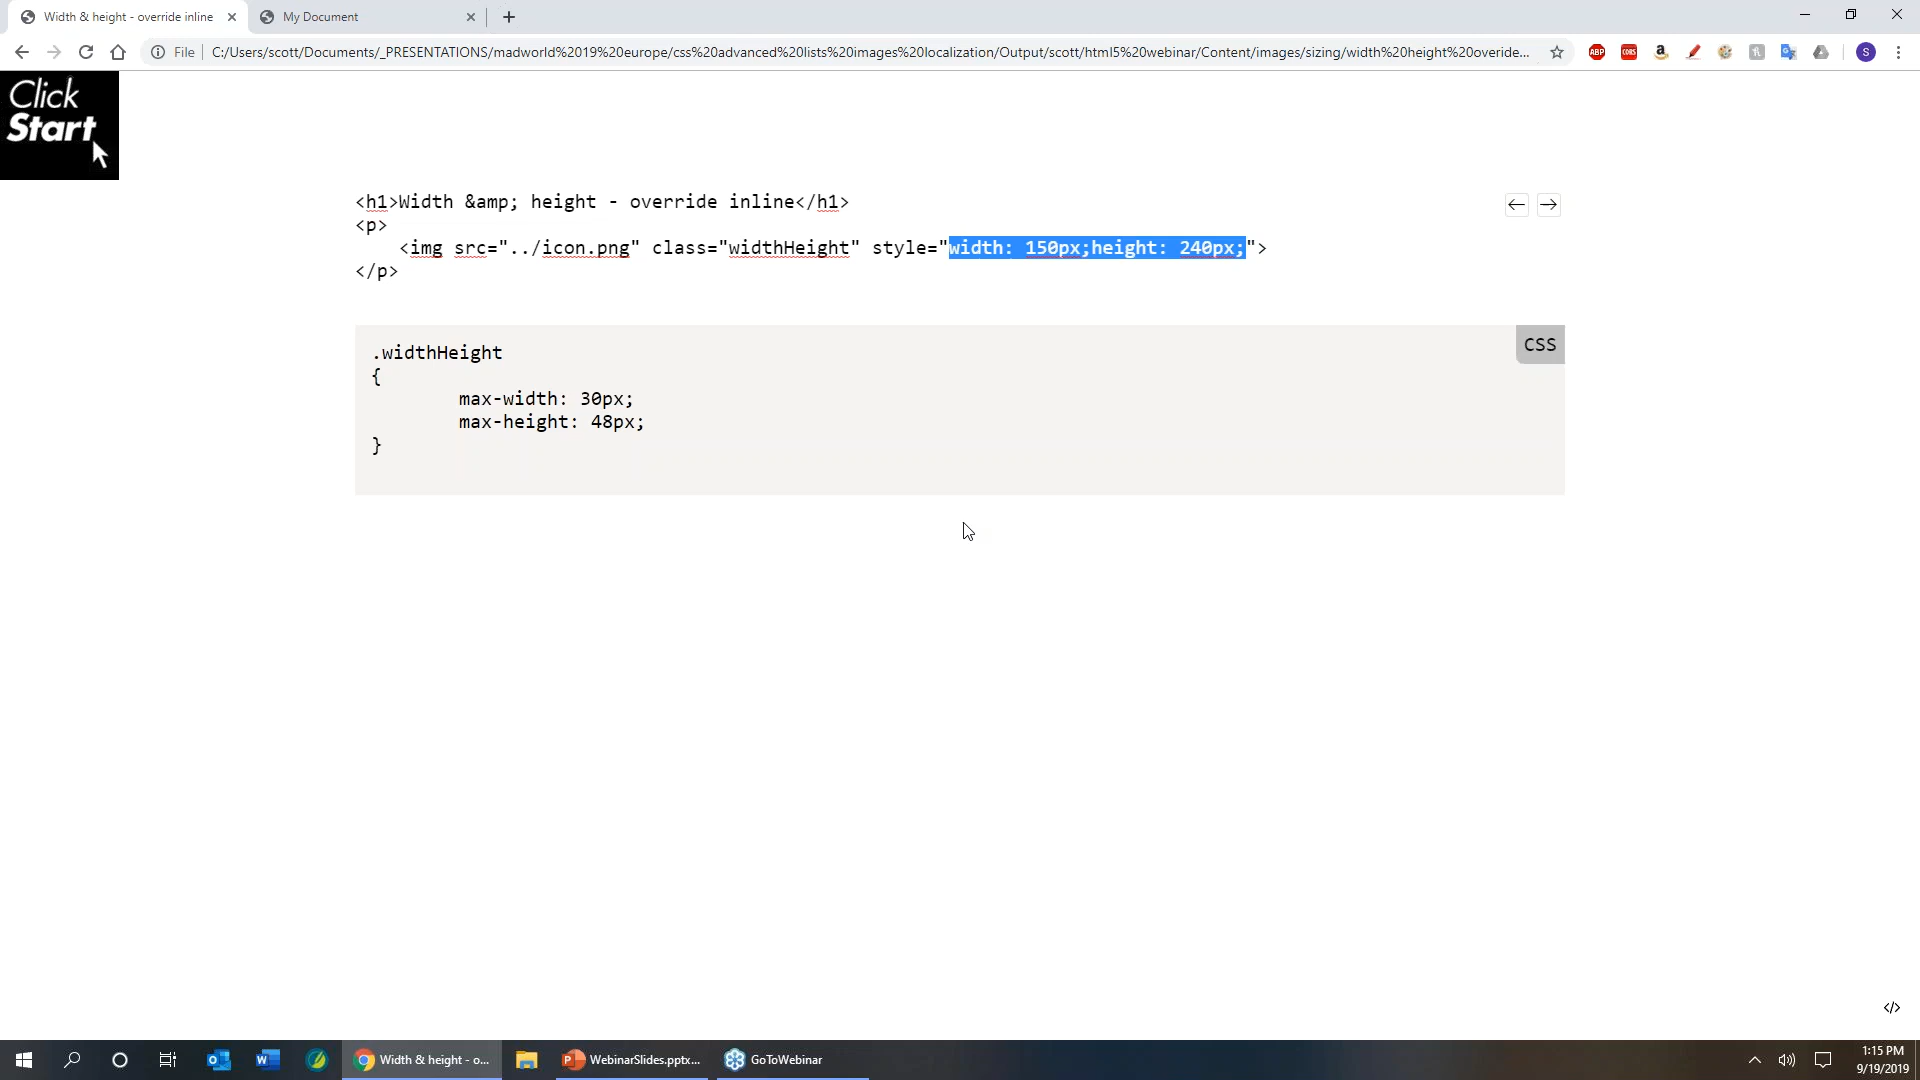 Width & height - override inline
My Document
File
C:/Users/scott/Documents/_PRESENTATIONS/madworld%2019%20europe/css%20advanced%20lists%20images%20localization/Output/scott/html5%20webinar/Content/images/sizing/width%20height%20overide...
ABP
CORS
a
S
Click
Start
<h1>Width &amp; height - override inline</h1>
<p>
<img src="../icon.png" class="widthHeight" style="width: 150px;height: 240px;">
</p>
CSS
.widthHeight
{
max-width: 30px;
max-height: 48px;
}
</>
Width & height - o...
WebinarSlides.pptx...
GoToWebinar
1:15 PM
9/19/2019